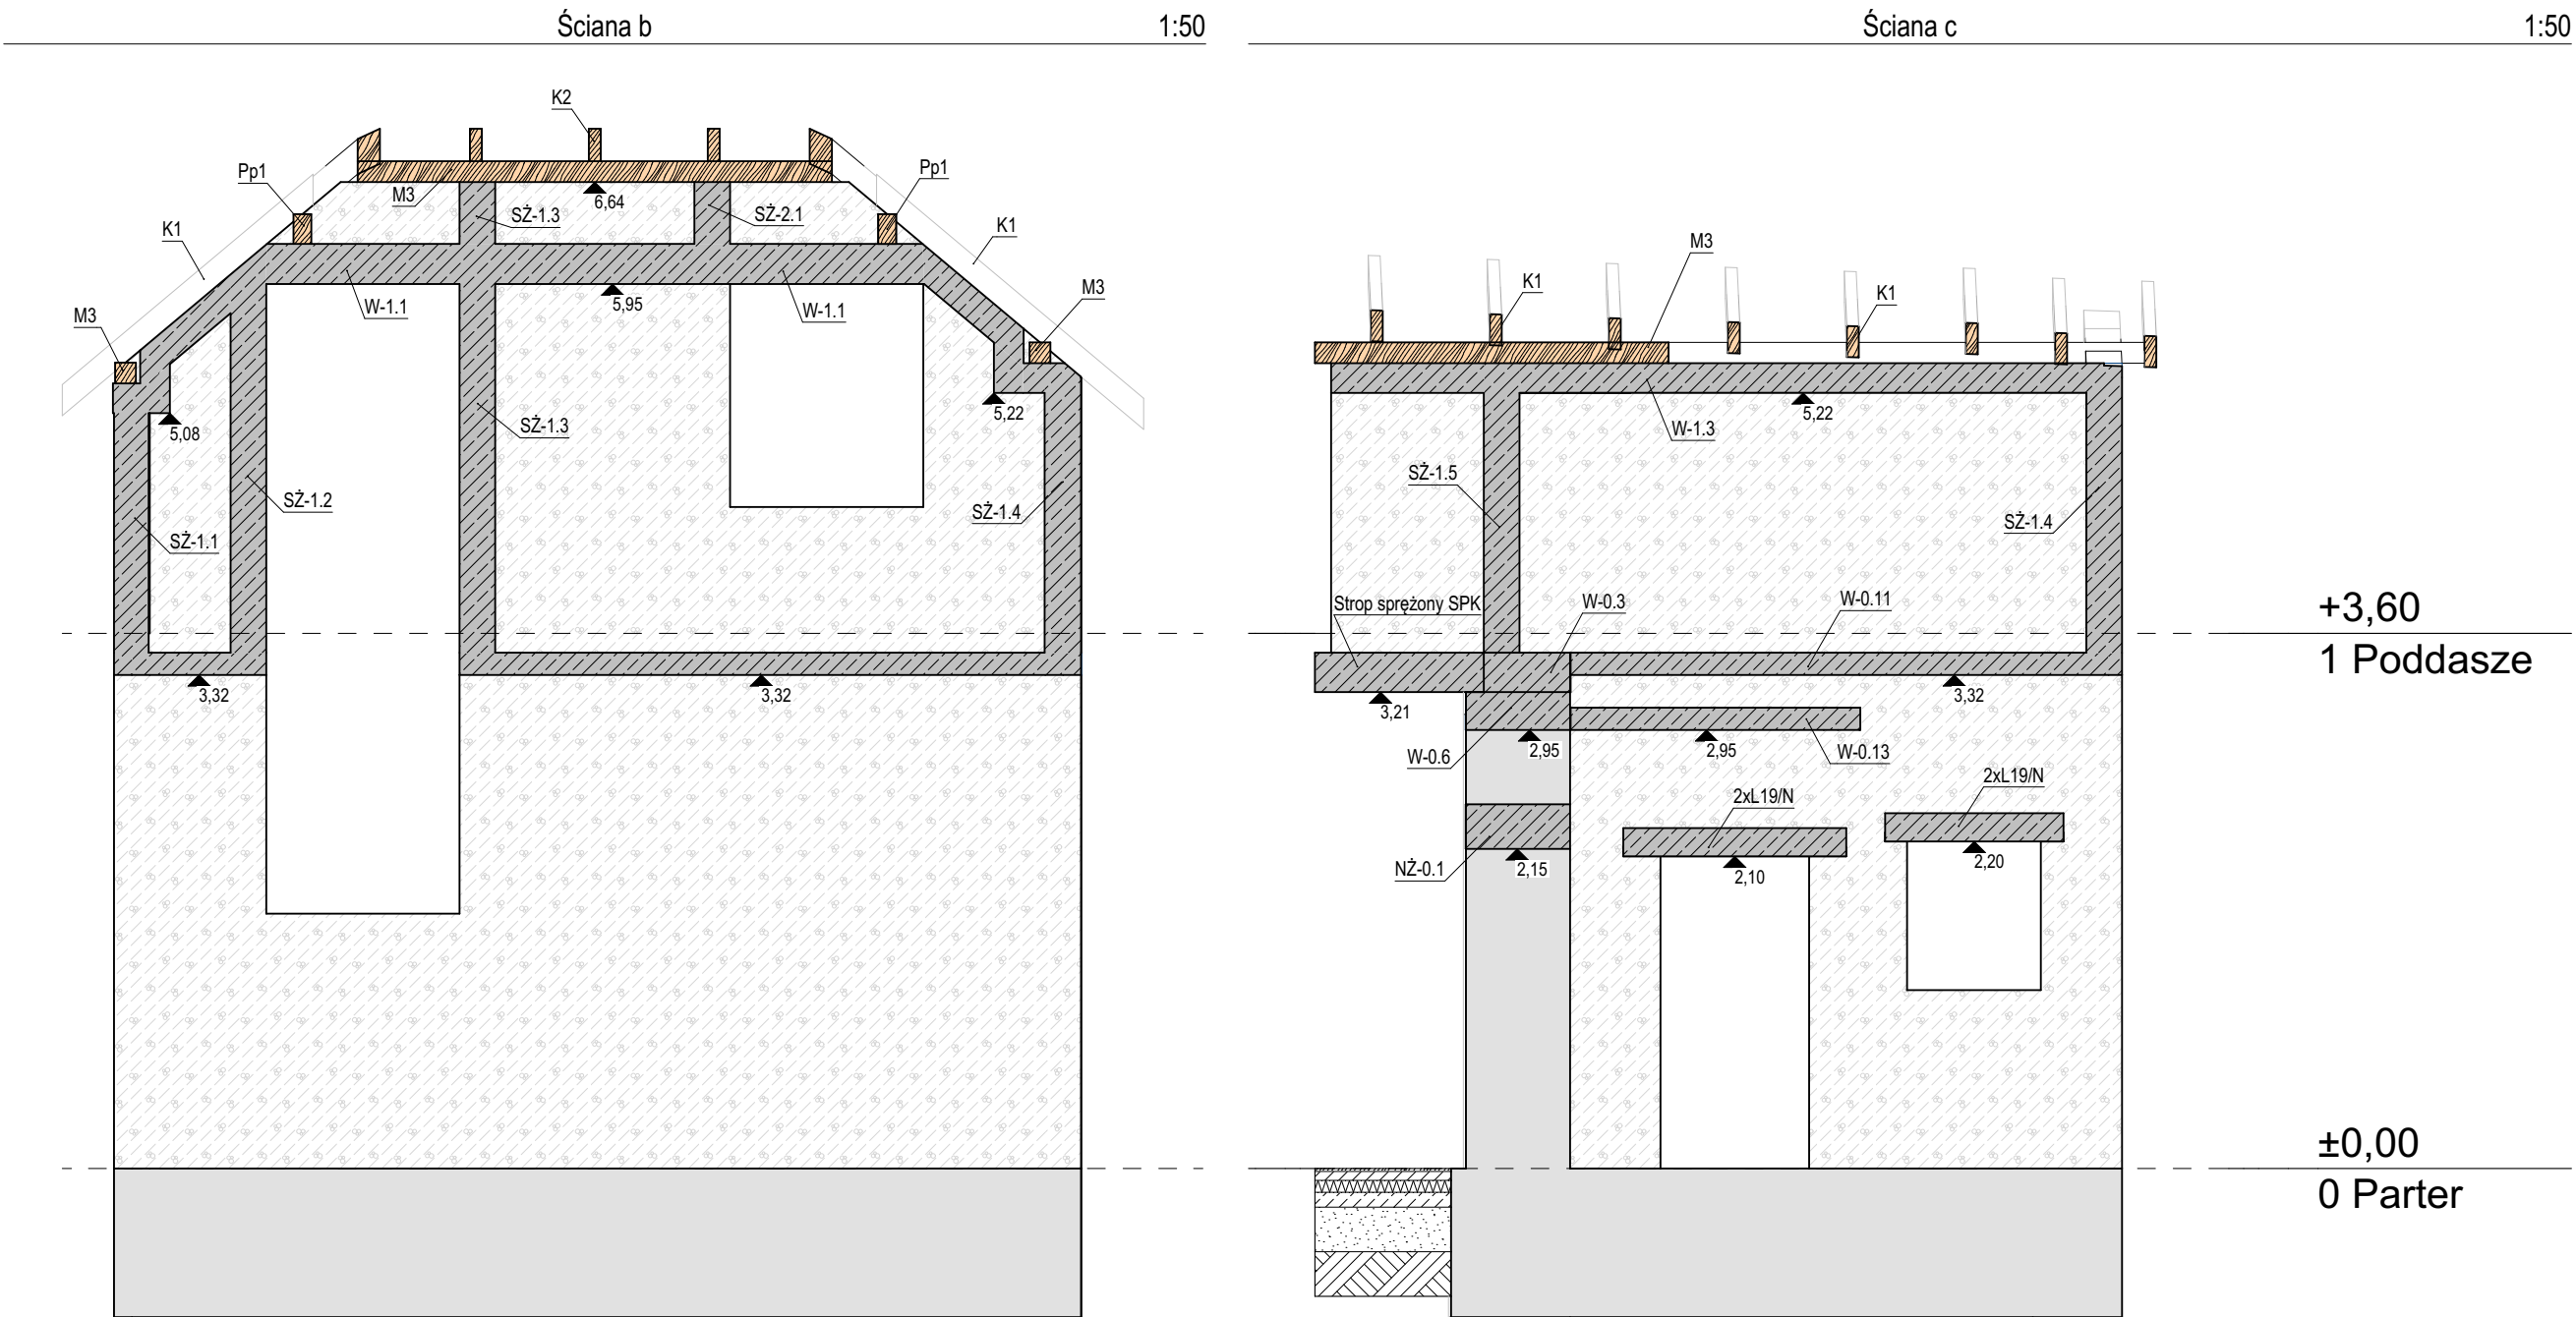 Ściana b
1:50
K2
Pp1
M3
6,64
SŻ-1.3
SŻ-2.1
Pp1
K1
K1
M3
W-1.1
5,95
W-1.1
M3
5,08
SŻ-1.3
5,22
SŻ-1.2
SŻ-1.4
SŻ-1.1
3,32
3,32
Ściana c
1:50
M3
K1
K1
5,22
W-1.3
SŻ-1.5
SŻ-1.4
Strop sprężony SPK
W-0.3
W-0.11
3,21
3,32
W-0.6
2,95
2,95
W-0.13
2xL19/N
2xL19/N
NŻ-0.1
2,15
2,10
2,20
+3,60
1 Poddasze
±0,00
0 Parter